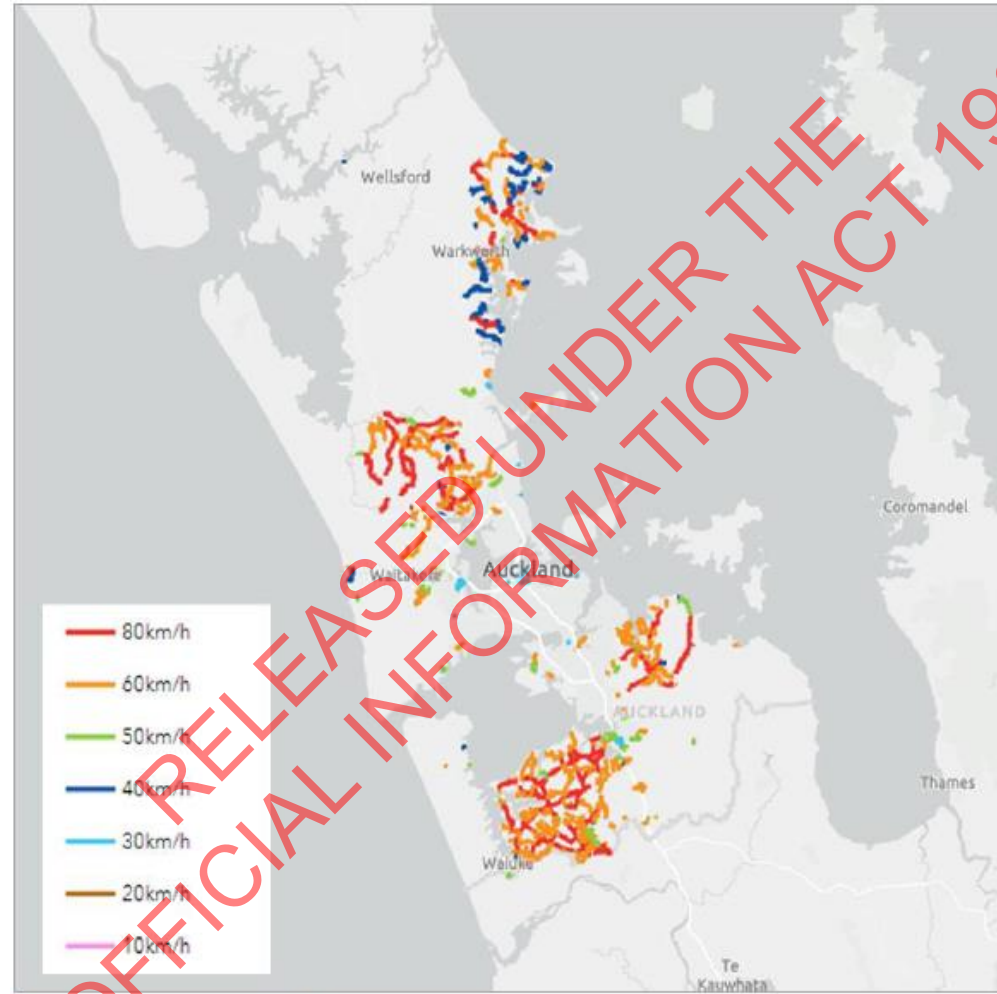 Wellsford
Warkworth
Coromandel
Waitakere
Auckland
80km/h
60km/h
50km/h
40km/h
30km/h
20km/h
10km/h
AUCKLAND
Thames
Waiuku
Te
Kauwhata
RELEASED UNDER THE
OFFICIAL INFORMATION ACT